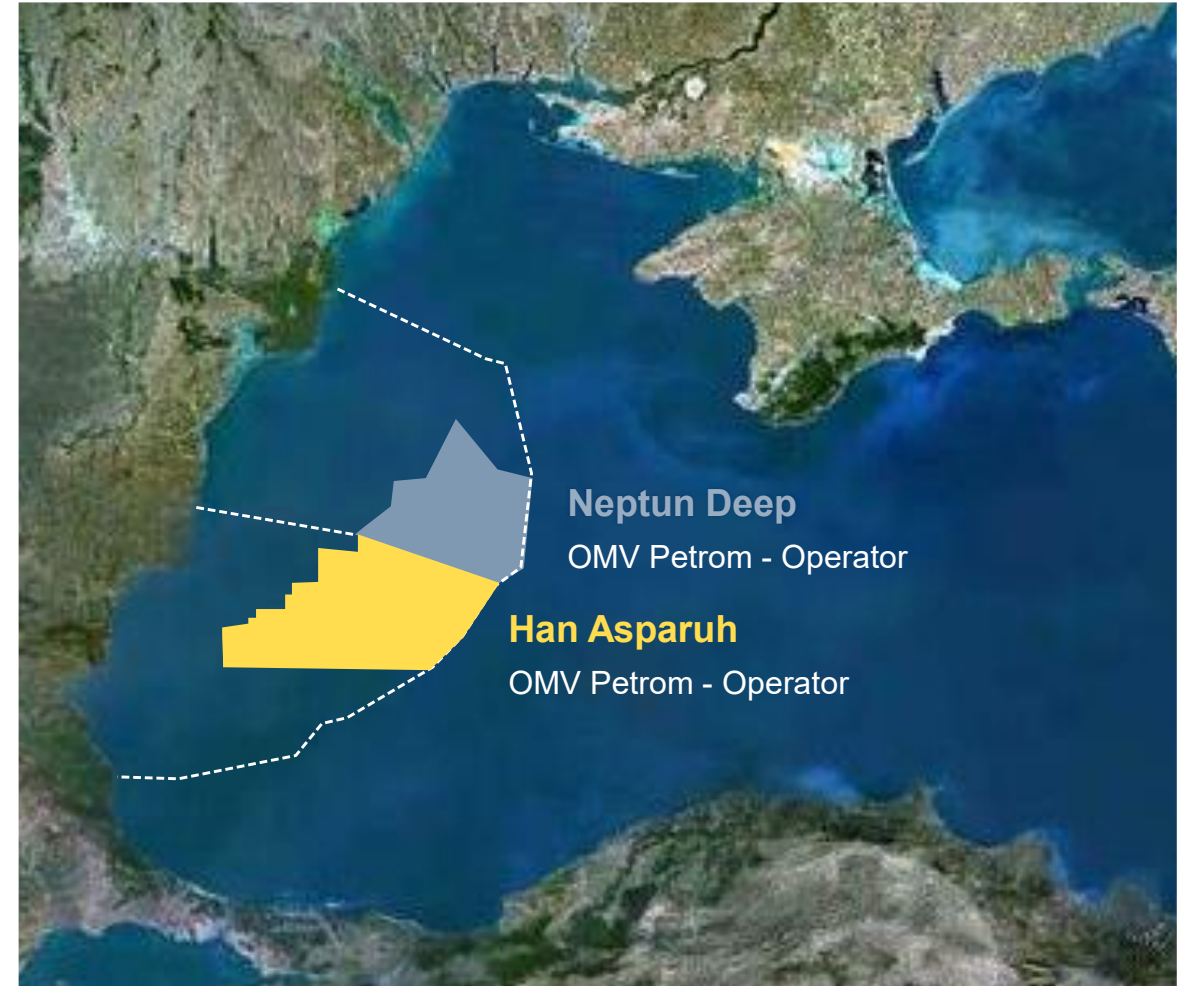 Neptun Deep
OMV Petrom - Operator
Han Asparuh
OMV Petrom - Operator